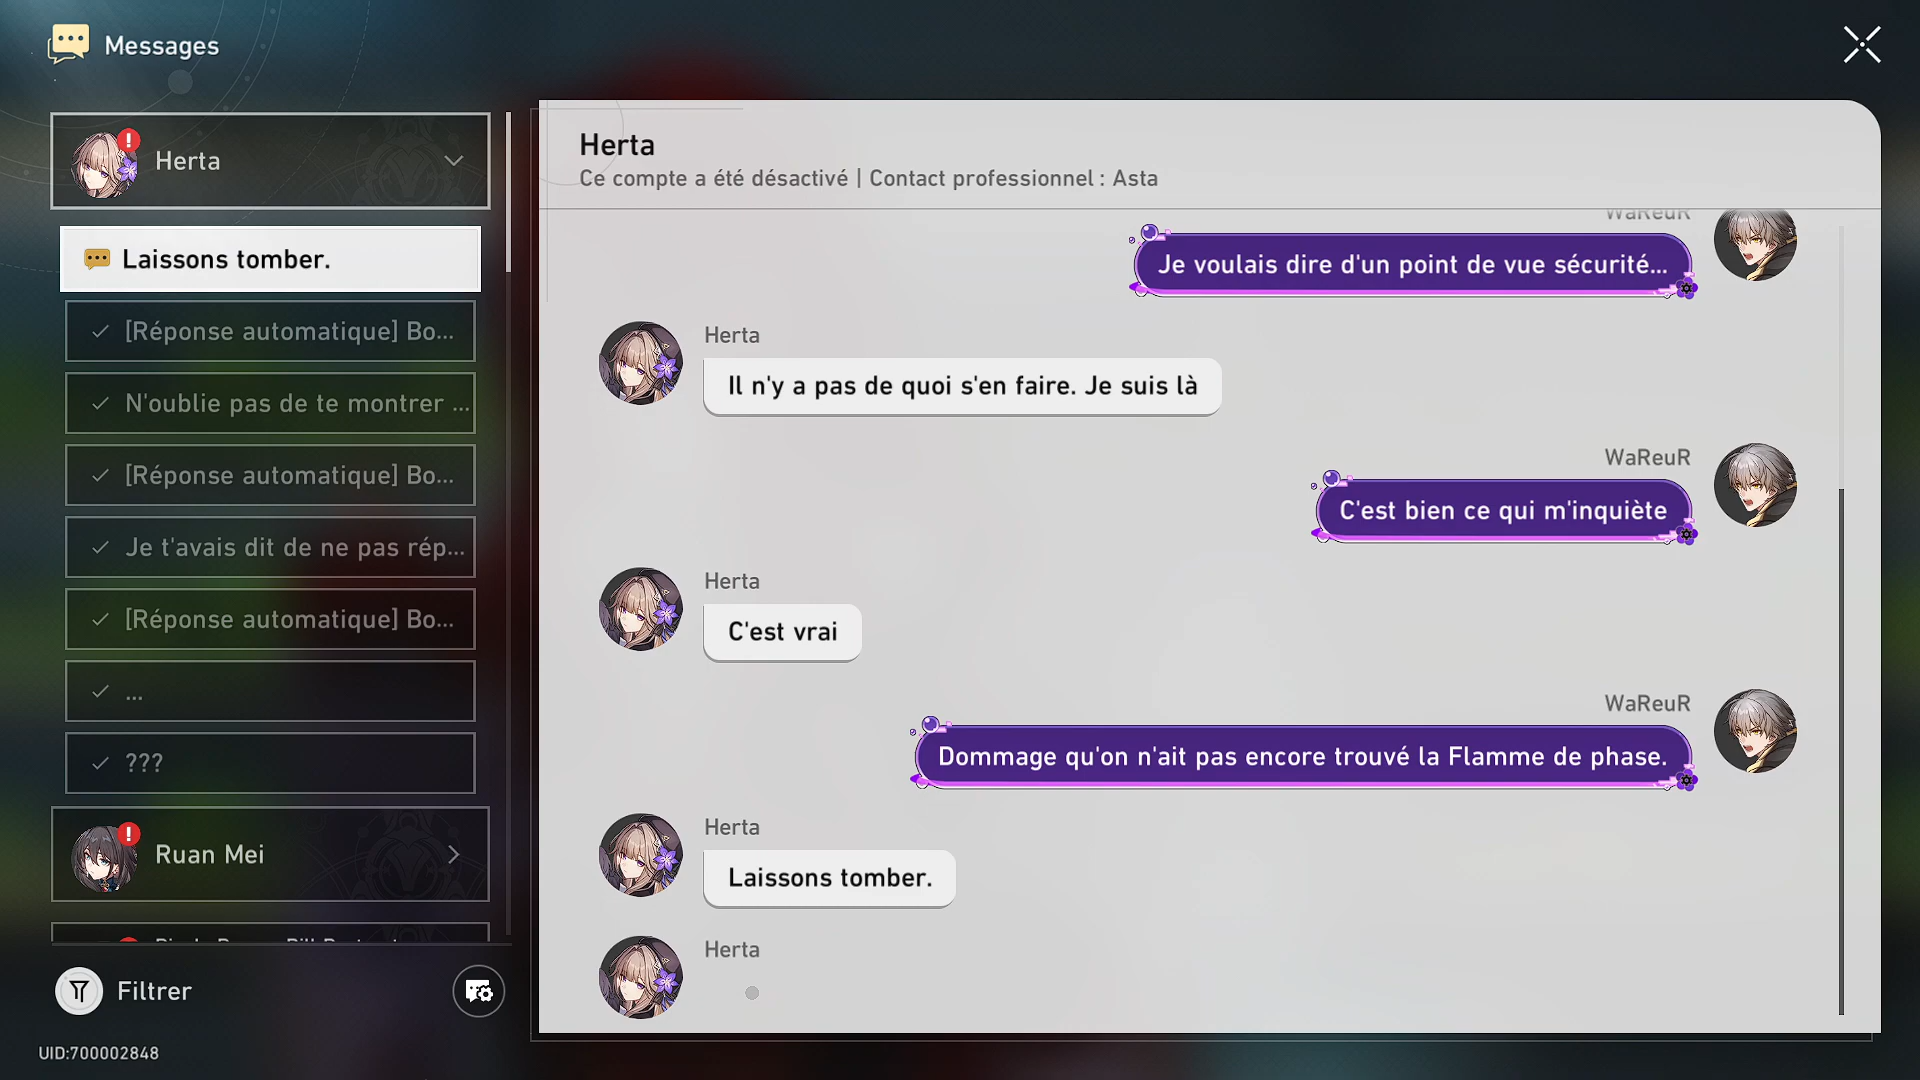 Messages
Herta
Laissons tomber.
[Réponse automatique] Bo...
N'oublie pas de te montrer ...
[Réponse automatique] Bo...
Je t'avais dit de ne pas rép...
[Réponse automatique] Bo...
...
???
Ruan Mei
Filtrer
UID:700002848
Herta
Ce compte a été désactivé | Contact professionnel : Asta
WaReuR
Je voulais dire d'un point de vue sécurité...
Herta
Il n'y a pas de quoi s'en faire. Je suis là
WaReuR
C'est bien ce qui m'inquiète
Herta
C'est vrai
WaReuR
Dommage qu'on n'ait pas encore trouvé la Flamme de phase.
Herta
Laissons tomber.
Herta